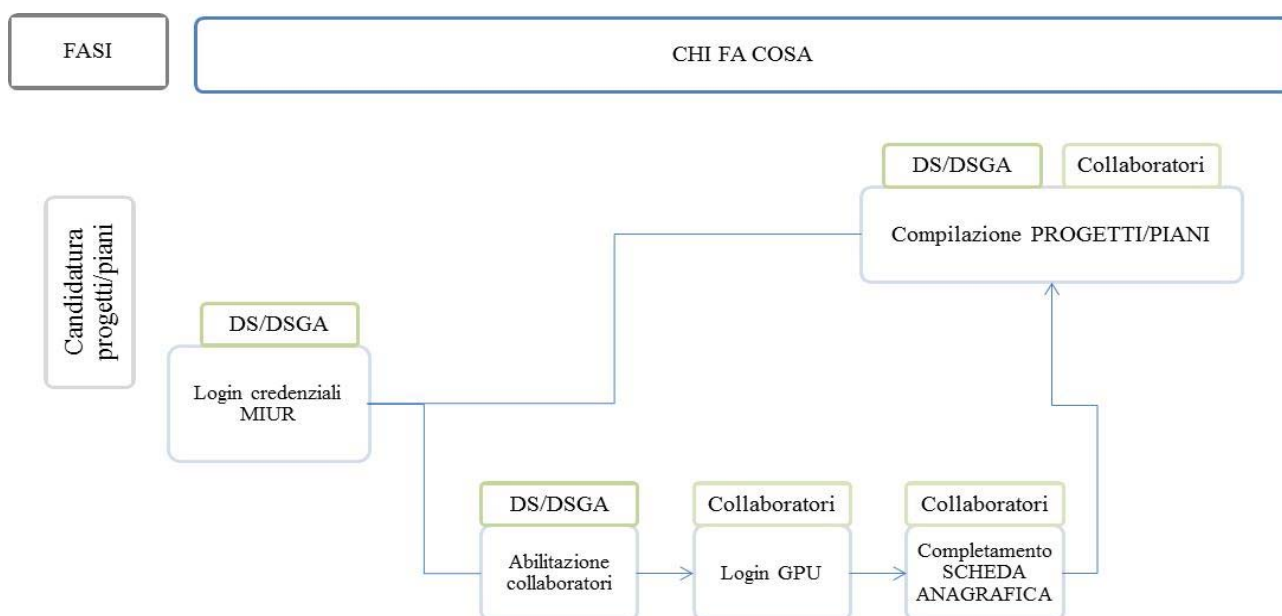 FASI
CHI FA COSA
DS/DSGA
Collaboratori
Compilazione PROGETTI/PIANI
Candidatura
progetti/piani
DS/DSGA
Login credenziali
MIUR
DS/DSGA
Abilitazione
collaboratori
Collaboratori
Login GPU
Collaboratori
Completamento
SCHEDA
ANAGRAFICA